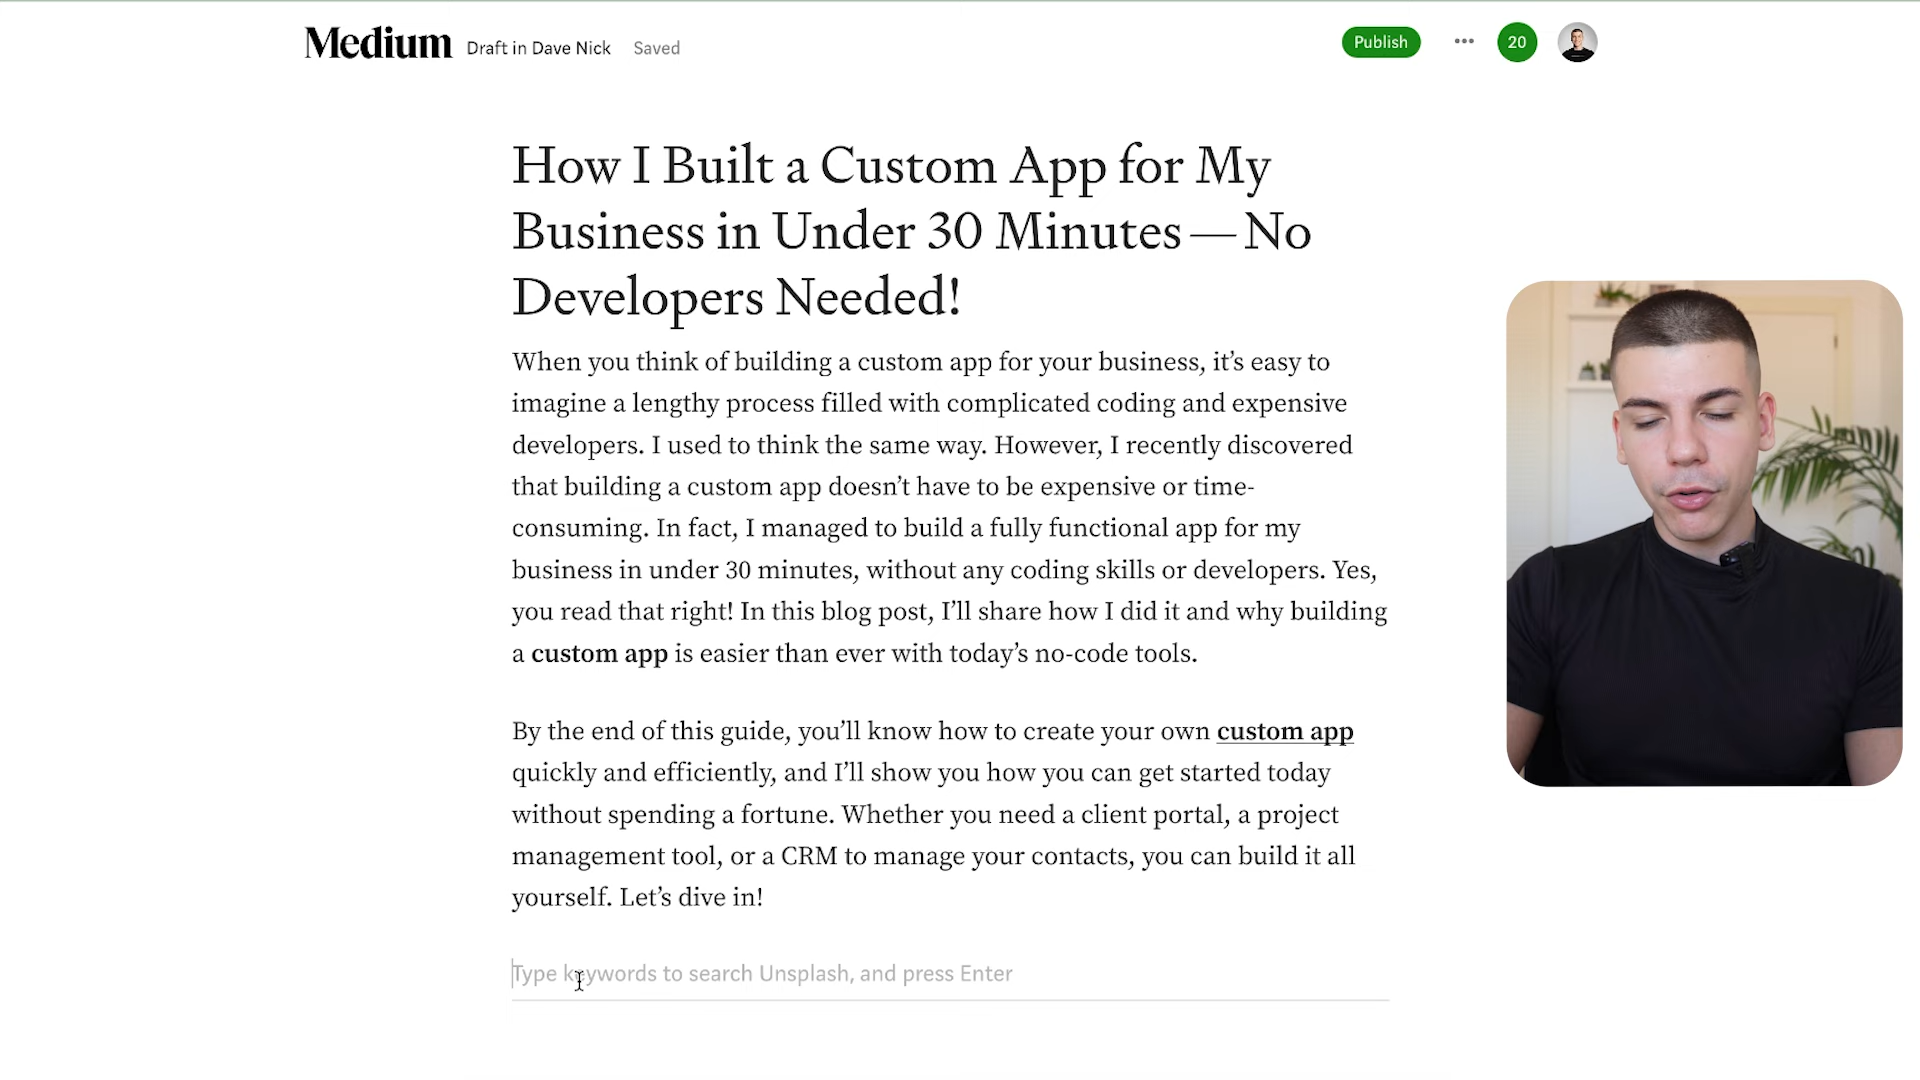 Medium Draft in Dave Nick Saved Publish 20
How I Built a Custom App for My
Business in Under 30 Minutes — No
Developers Needed!
When you think of building a custom app for your business, it’s easy to
imagine a lengthy process filled with complicated coding and expensive
developers. I used to think the same way. However, I recently discovered
that building a custom app doesn’t have to be expensive or time-
consuming. In fact, I managed to build a fully functional app for my
business in under 30 minutes, without any coding skills or developers. Yes,
you read that right! In this blog post, I’ll share how I did it and why building
a custom app is easier than ever with today’s no-code tools.
By the end of this guide, you’ll know how to create your own custom app
quickly and efficiently, and I’ll show you how you can get started today
without spending a fortune. Whether you need a client portal, a project
management tool, or a CRM to manage your contacts, you can build it all
yourself. Let’s dive in!
Type keywords to search Unsplash, and press Enter